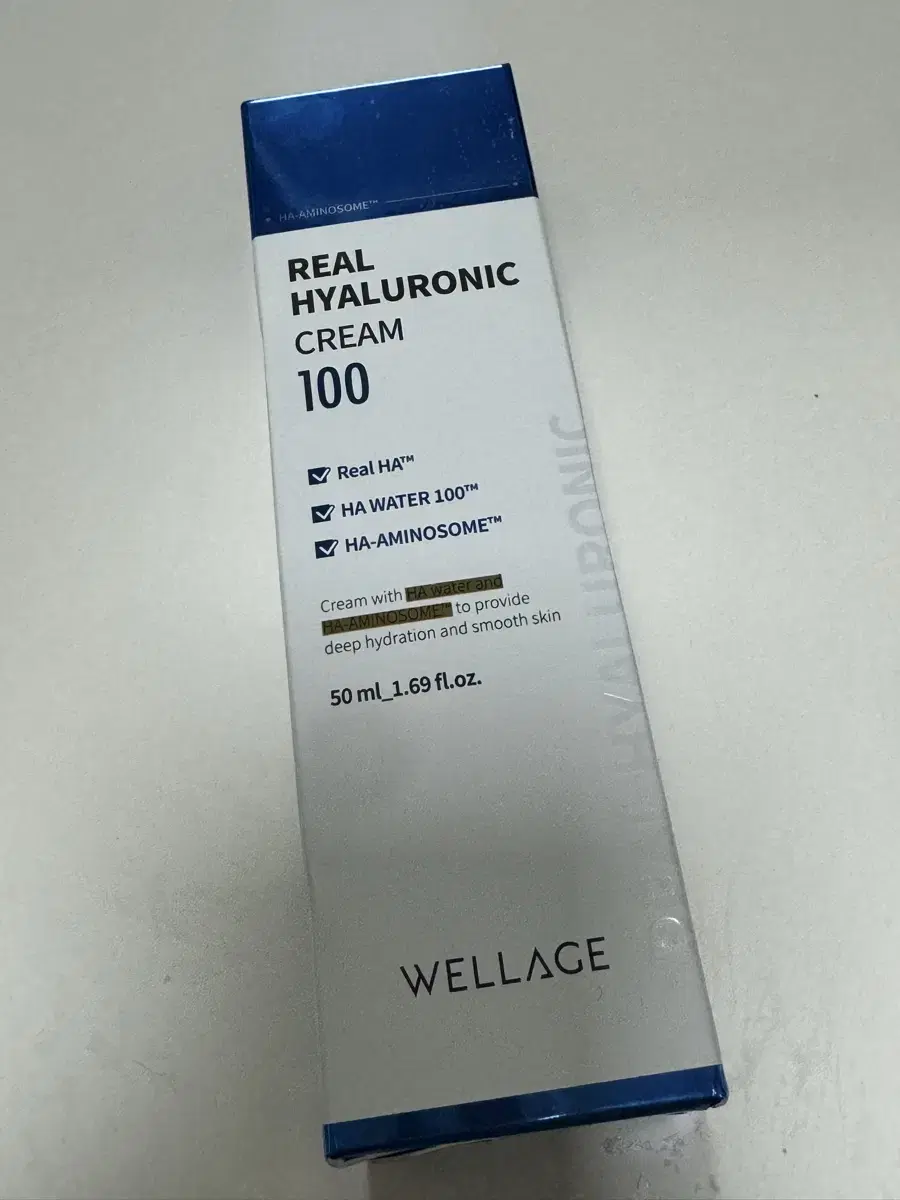 HA-AMINOSOME™
REAL
HYALURONIC
CREAM
100
Real HA™
HA WATER 100™
HA-AMINOSOME™
Cream with HA water and
HA-AMINOSOME™ to provide
deep hydration and smooth skin
50 ml_1.69 fl.oz.
WELLAGE
HYALURONIC